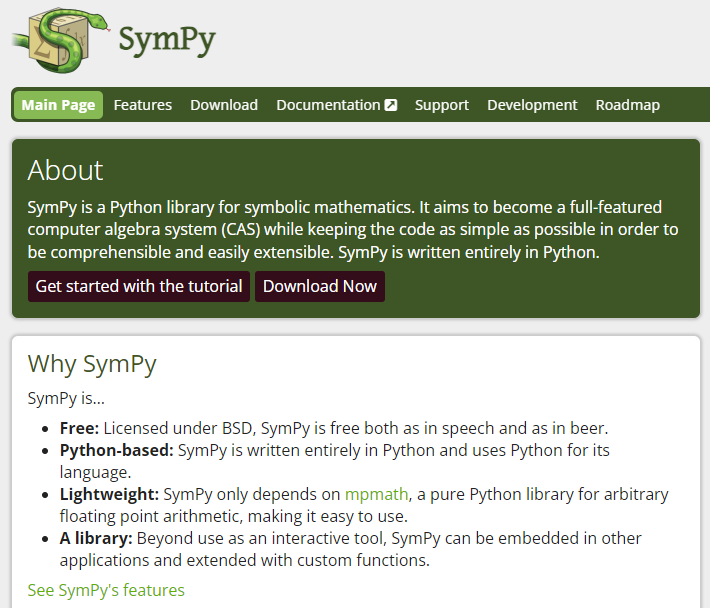 SymPy
Main Page Features Download Documentation Support Development Roadmap
About
SymPy is a Python library for symbolic mathematics. It aims to become a full-featured
computer algebra system (CAS) while keeping the code as simple as possible in order to
be comprehensible and easily extensible. SymPy is written entirely in Python.
Get started with the tutorial Download Now
Why SymPy
SymPy is...
• Free: Licensed under BSD, SymPy is free both as in speech and as in beer.
• Python-based: SymPy is written entirely in Python and uses Python for its
language.
• Lightweight: SymPy only depends on mpmath, a pure Python library for arbitrary
floating point arithmetic, making it easy to use.
• A library: Beyond use as an interactive tool, SymPy can be embedded in other
applications and extended with custom functions.
See SymPy's features